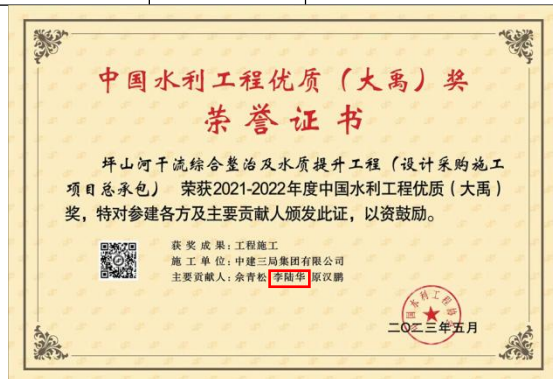 中国水利工程优质（大禹）奖
荣誉证书
坪山河干流综合整治及水质提升工程（设计采购施工
项目总承包） 荣获2021-2022年度中国水利工程优质（大禹）
奖，特对参建各方及主要贡献人颁发此证，以资鼓励。
获奖成果：工程施工
施工单位：中建三局集团有限公司
主要贡献人：余青松 李陆华 原汉鹏
二〇二三年五月